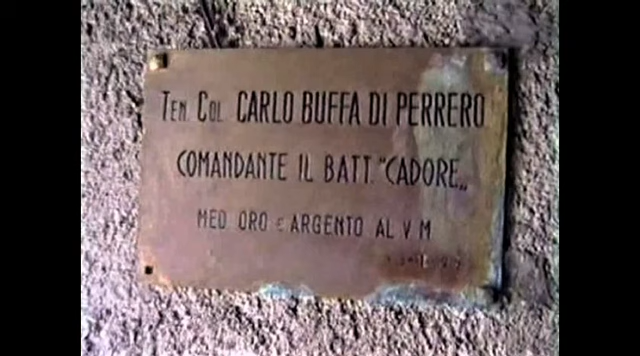 TEN. COL. CARLO BUFFA DI PERRERO
COMANDANTE IL BATT. "CADORE„
MED. ORO E ARGENTO AL V M